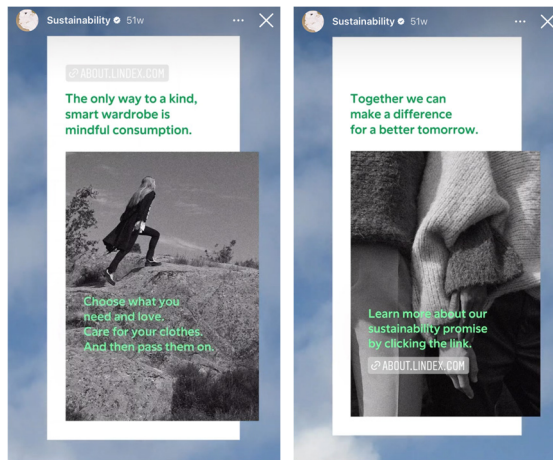 Sustainability 51w
ABOUT.LINDEX.COM
The only way to a kind,
smart wardrobe is
mindful consumption.
Choose what you
need and love.
Care for your clothes.
And then pass them on.
Sustainability 51w
Together we can
make a difference
for a better tomorrow.
Learn more about our
sustainability promise
by clicking the link.
ABOUT.LINDEX.COM